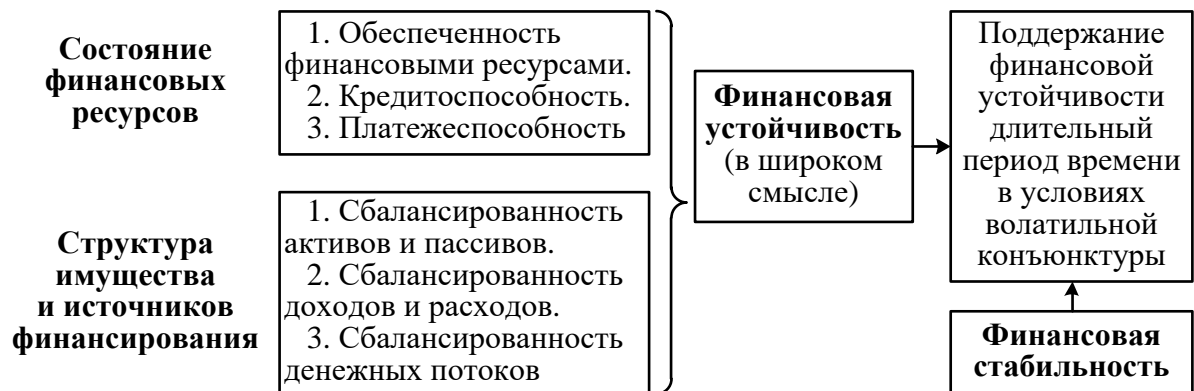 Состояние
финансовых
ресурсов
1. Обеспеченность
финансовыми ресурсами.
2. Кредитоспособность.
3. Платежеспособность
Структура
имущества
и источников
финансирования
1. Сбалансированность
активов и пассивов.
2. Сбалансированность
доходов и расходов.
3. Сбалансированность
денежных потоков
Финансовая
устойчивость
(в широком
смысле)
Поддержание
финансовой
устойчивости
длительный
период времени
в условиях
волатильной
конъюнктуры
Финансовая
стабильность